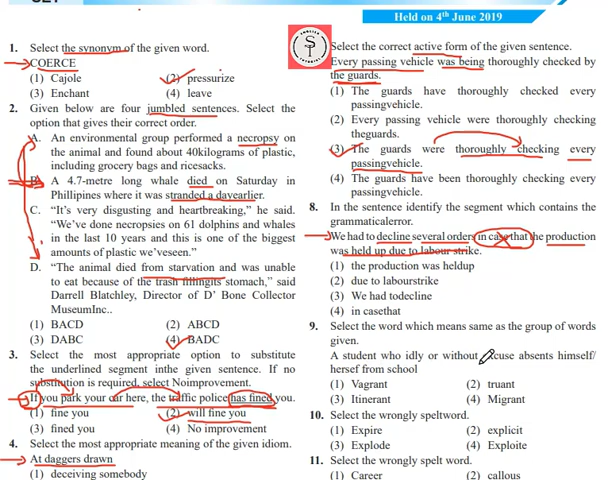 SET
Held on 4th June 2019
1. Select the synonym of the given word.
COERCE
(1) Cajole (2) pressurize
(3) Enchant (4) leave
2. Given below are four jumbled sentences. Select the
option that gives their correct order.
A. An environmental group performed a necropsy on
the animal and found about 40kilograms of plastic,
including grocery bags and ricesacks.
B. A 4.7-metre long whale died on Saturday in
Phillipines where it was stranded a dayearlier.
C. “It’s very disgusting and heartbreaking,” he said.
“We’ve done necropsies on 61 dolphins and whales
in the last 10 years and this is one of the biggest
amounts of plastic we’veseen.”
D. “The animal died from starvation and was unable
to eat because of the trash fillingits stomach,” said
Darrell Blatchley, Director of D’ Bone Collector
MuseumInc..
(1) BACD (2) ABCD
(3) DABC (4) BADC
3. Select the most appropriate option to substitute
the underlined segment inthe given sentence. If no
substitution is required, select Noimprovement.
If you park your car here, the traffic police has fined you.
(1) fine you (2) will fine you
(3) fined you (4) No improvement
4. Select the most appropriate meaning of the given idiom.
At daggers drawn
(1) deceiving somebody
Select the correct active form of the given sentence.
Every passing vehicle was being thoroughly checked by
the guards.
(1) The guards have thoroughly checked every
passingvehicle.
(2) Every passing vehicle were thoroughly checking
theguards.
(3) The guards were thoroughly checking every
passingvehicle.
(4) The guards have been thoroughly checking every
passingvehicle.
8. In the sentence identify the segment which contains the
grammaticalerror.
We had to decline several orders in case that the production
was held up due to labour strike.
(1) the production was heldup
(2) due to labourstrike
(3) We had todecline
(4) in casethat
9. Select the word which means same as the group of words
given.
A student who idly or without cuse absents himself/
hersef from school
(1) Vagrant (2) truant
(3) Itinerant (4) Migrant
10. Select the wrongly speltword.
(1) Expire (2) explicit
(3) Explode (4) Exploite
11. Select the wrongly spelt word.
(1) Career (2) callous